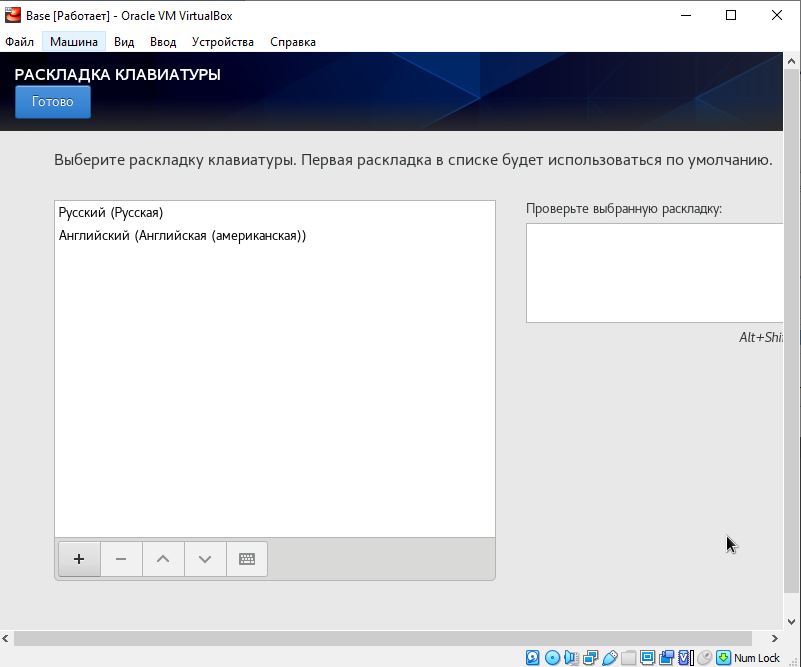 Base [Работает] - Oracle VM VirtualBox
Файл Машина Вид Ввод Устройства Справка
РАСКЛАДКА КЛАВИАТУРЫ
Готово
Выберите раскладку клавиатуры. Первая раскладка в списке будет использоваться по умолчанию.
Русский (Русская)
Английский (Английская (американская))
Проверьте выбранную раскладку:
Alt+Shi
Num Lock